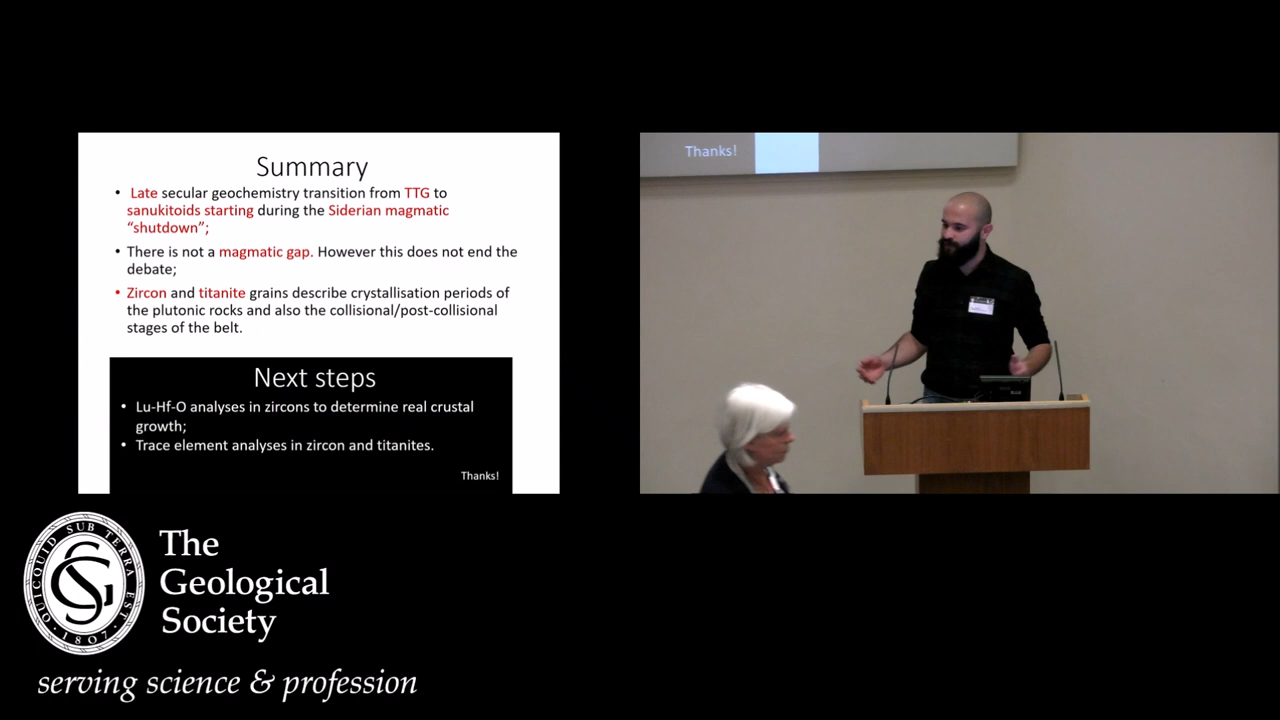 Summary
• Late secular geochemistry transition from TTG to
sanukitoids starting during the Siderian magmatic
“shutdown”;
• There is not a magmatic gap. However this does not end the
debate;
• Zircon and titanite grains describe crystallisation periods of
the plutonic rocks and also the collisional/post-collisional
stages of the belt.
Next steps
• Lu-Hf-O analyses in zircons to determine real crustal
growth;
• Trace element analyses in zircon and titanites.
Thanks!
Thanks!
QUICQUID SUB TERRA EST
GS
1807
The
Geological
Society
serving science & profession